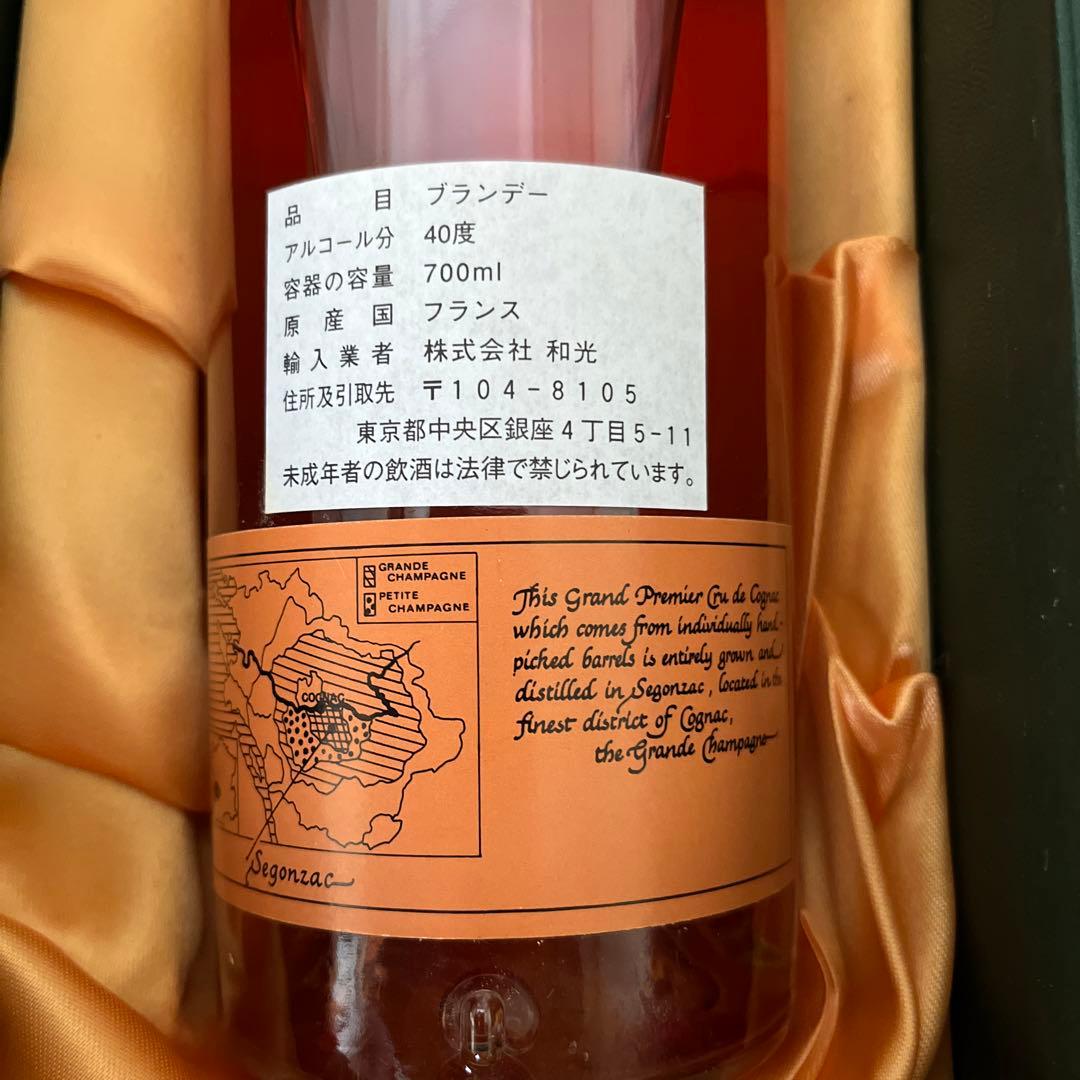 品目 ブランデー
アルコール分 40度
容器の容量 700ml
原産国 フランス
輸入業者 株式会社 和光
住所及引取先 〒104-8105
東京都中央区銀座4丁目5-11
未成年者の飲酒は法律で禁じられています。
GRANDE
CHAMPAGNE
PETITE
CHAMPAGNE
COGNAC
Segonzac
This Grand Premier Cru de Cognac
which comes from individually hand-
picked barrels is entirely grown and
distilled in Segonzac, located in the
finest district of Cognac,
the Grande Champagne